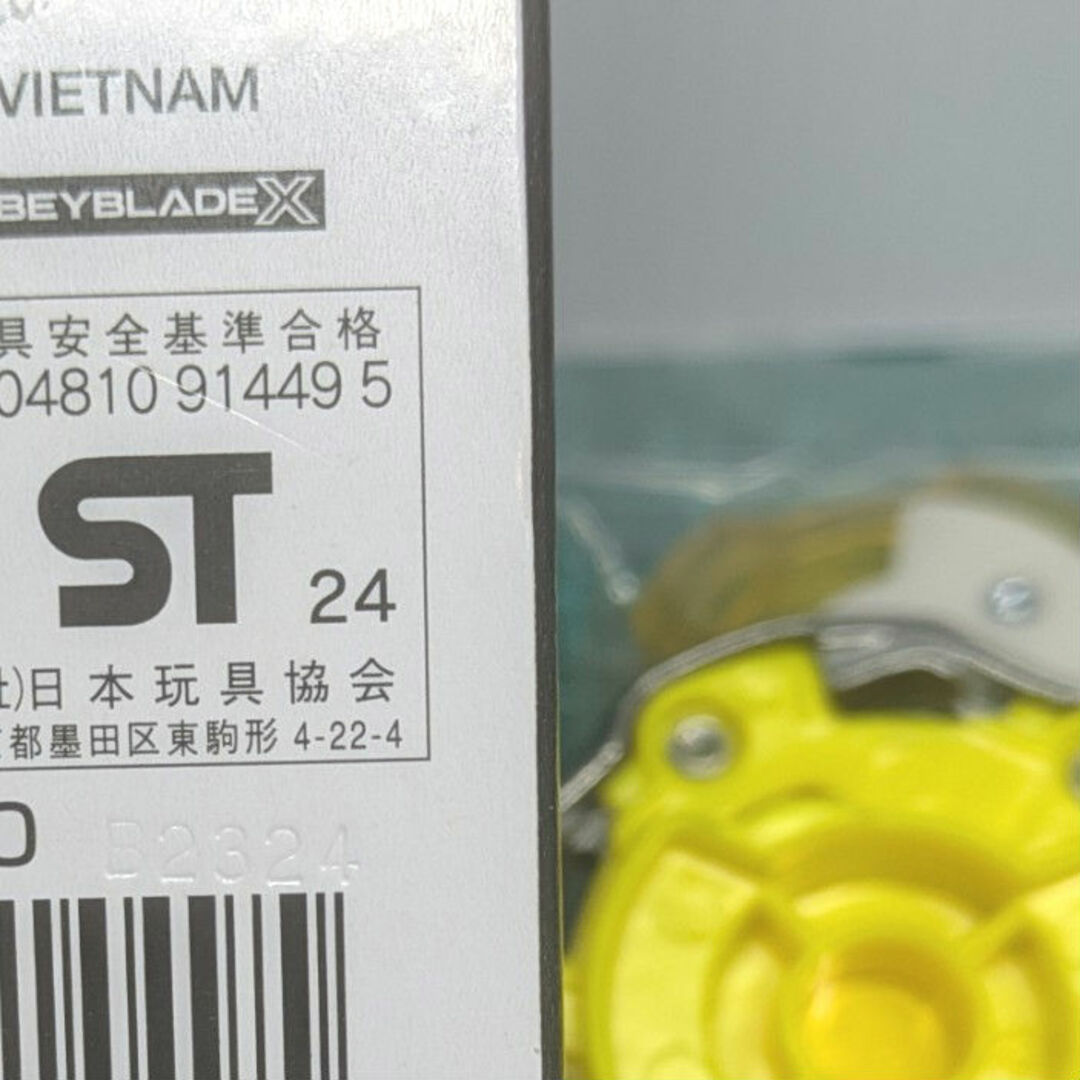 VIETNAM
BEYBLADE X
具安全基準合格
04810 91449 5
ST 24
社)日本玩具協会
都墨田区東駒形 4-22-4
B2324